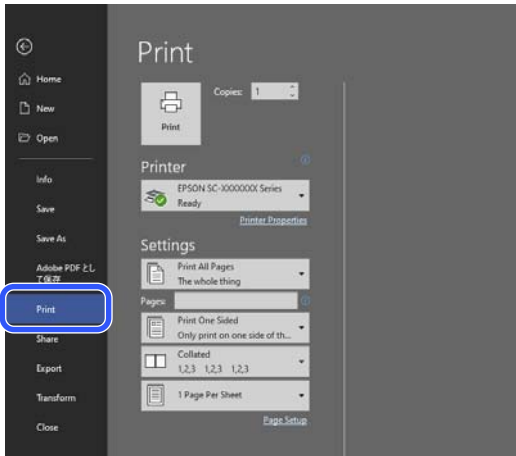 Home
New
Open
Info
Save
Save As
Adobe PDF とし
て保存
Print
Share
Export
Transform
Close
Print
Copies: 1
Print
Printer
EPSON SC-XXXXXXX Series
Ready
Printer Properties
Settings
Print All Pages
The whole thing
Pages:
Print One Sided
Only print on one side of th...
Collated
1,2,3 1,2,3 1,2,3
1 Page Per Sheet
Page Setup